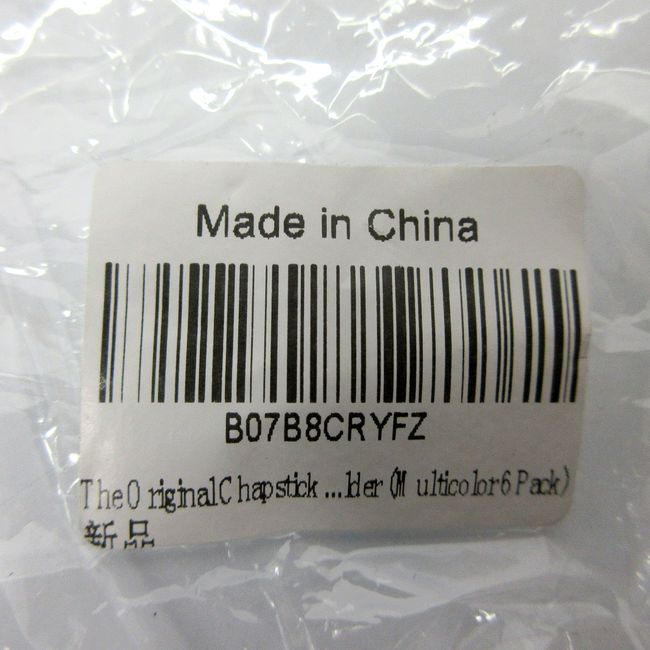 Made in China
B07B8CRYFZ
The Original Chapstick ...lder (Multicolor 6 Pack)
新品